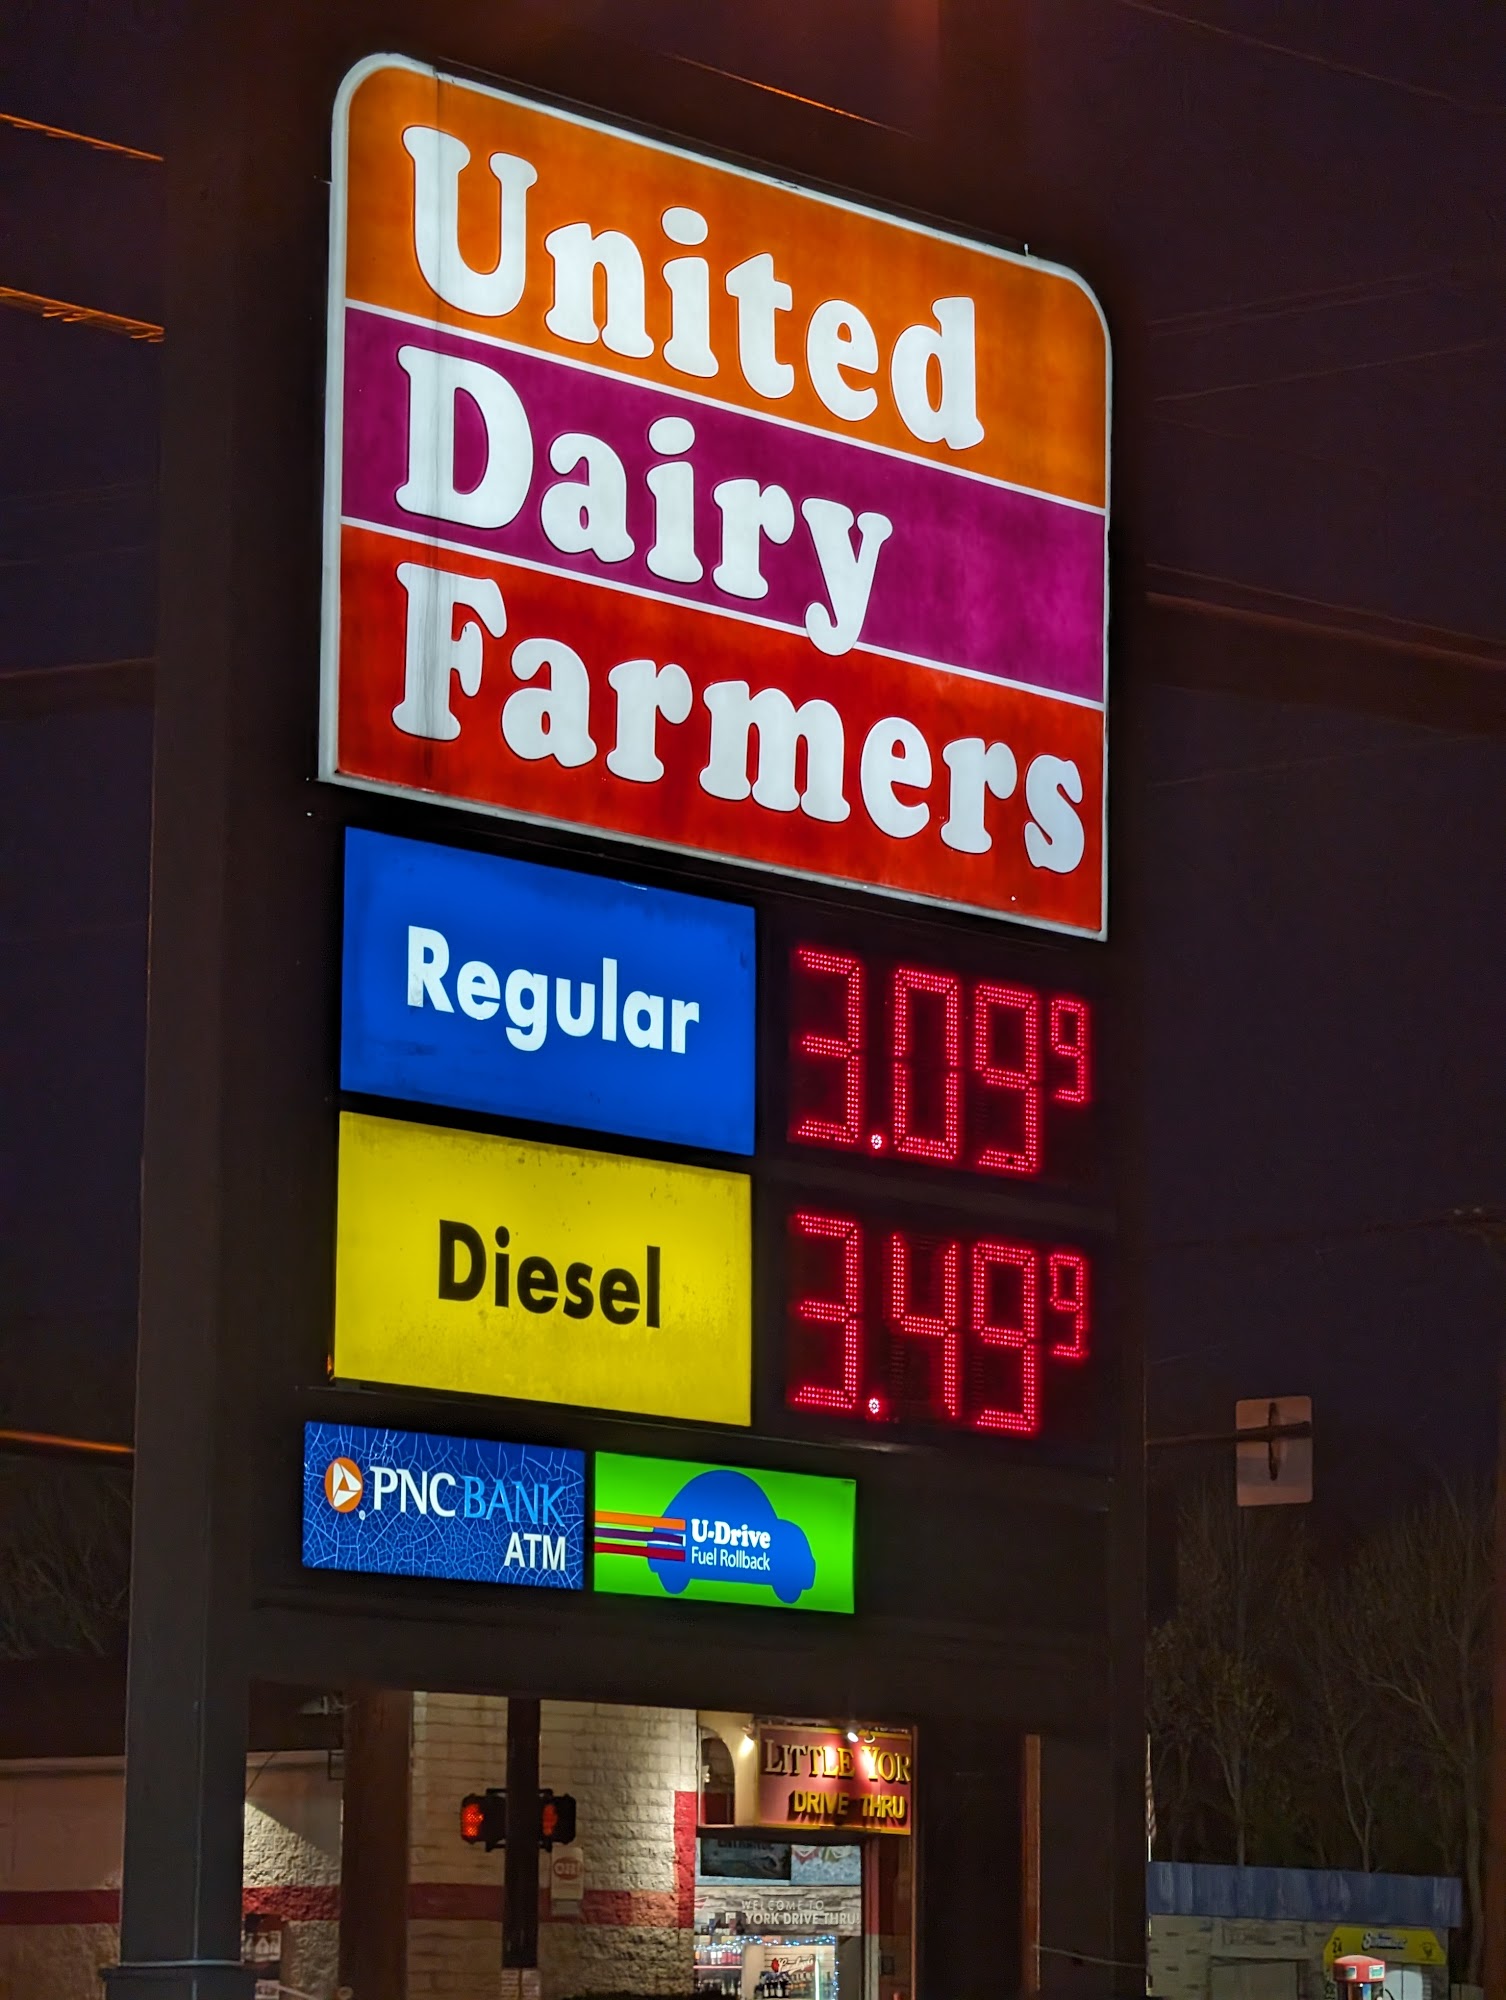 United
Dairy
Farmers
Regular
3.09 9
Diesel
3.49 9
PNC BANK
ATM
U-Drive
Fuel Rollback
LITTLE YOR
DRIVE THRU
WELCOME TO
YORK DRIVE THRU!